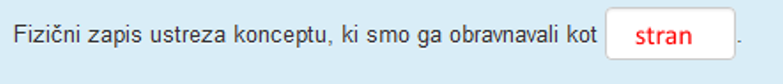 Fizični zapis ustreza konceptu, ki smo ga obravnavali kot stran.